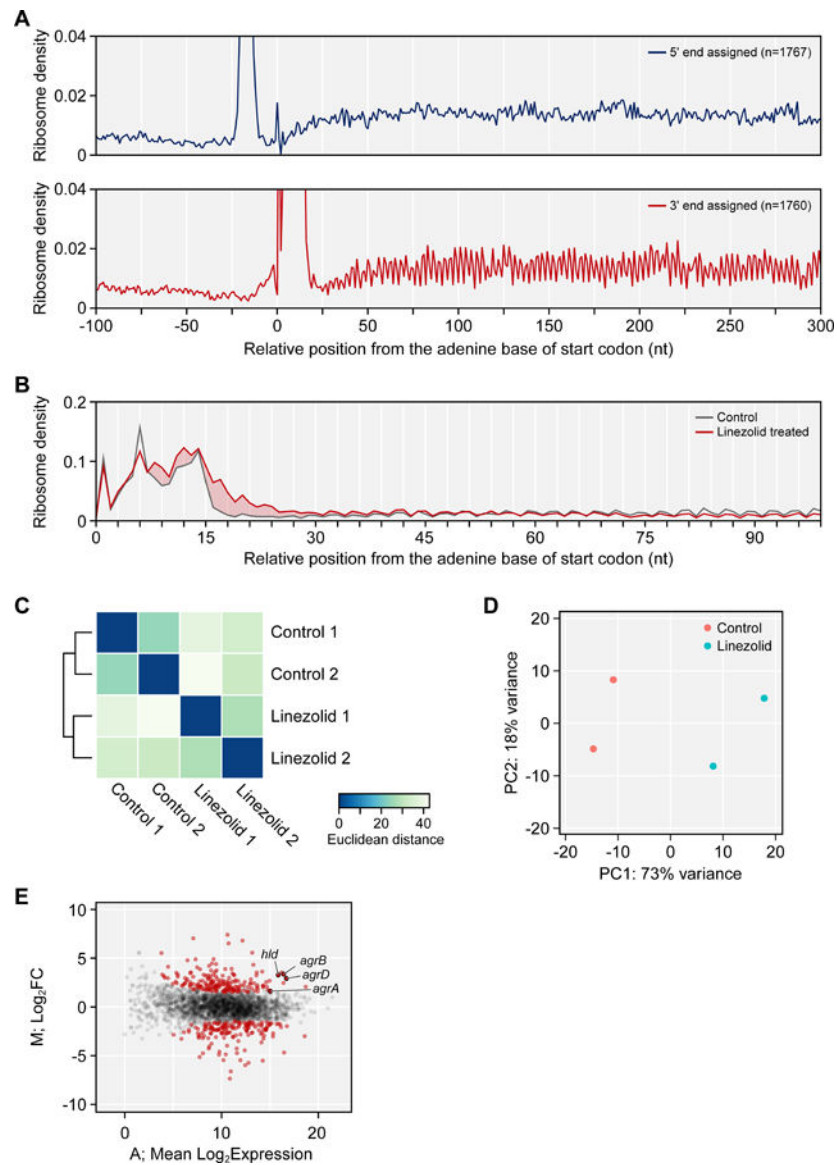 A
Ribosome density
0.04
0.02
0
5' end assigned (n=1767)
Ribosome density
0.04
0.02
0
3' end assigned (n=1760)
-100 -50 0 50 100 150 200 250 300
Relative position from the adenine base of start codon (nt)
B
Ribosome density
0.2
0.1
0
Control
Linezolid treated
0 15 30 45 60 75 90
Relative position from the adenine base of start codon (nt)
C
Control 1
Control 2
Linezolid 1
Linezolid 2
Control 1
Control 2
Linezolid 1
Linezolid 2
0 20 40
Euclidean distance
D
PC2: 18% variance
20
10
0
-10
-20
Control
Linezolid
-20 -10 0 10 20
PC1: 73% variance
E
M; Log₂FC
10
5
0
-5
-10
hld
agrB
agrD
agrA
0 10 20
A; Mean Log₂Expression